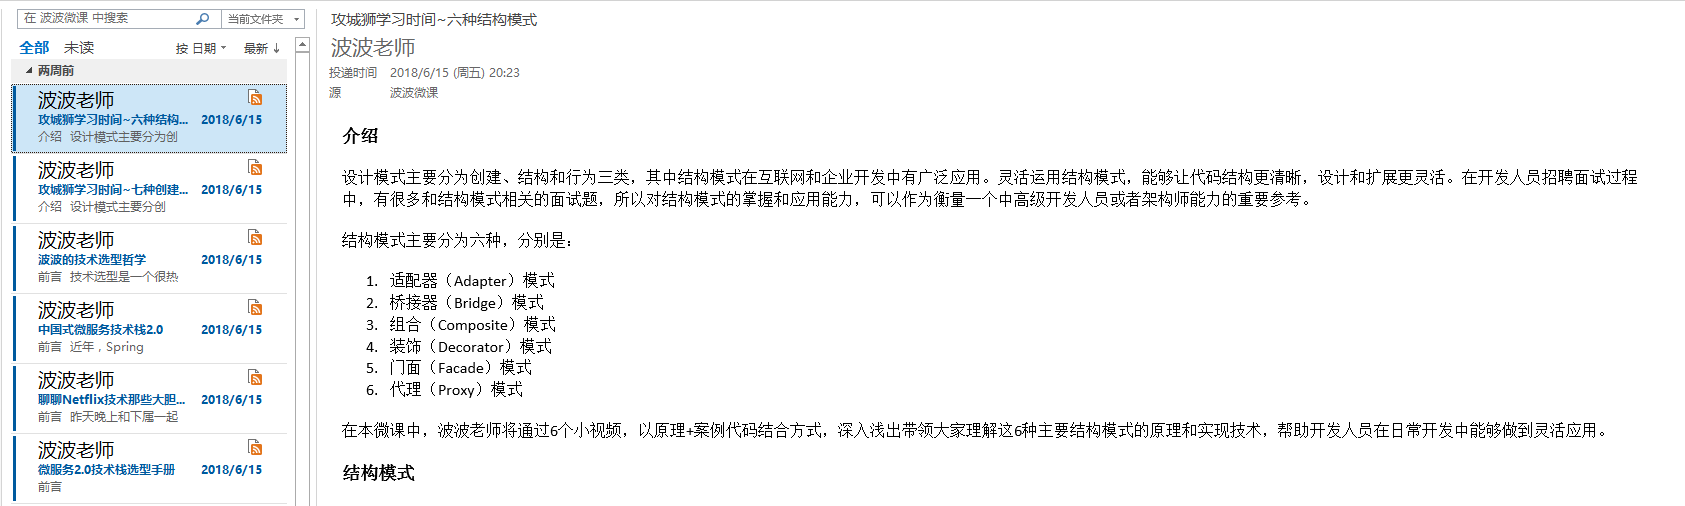 在 波波微课 中搜索
当前文件夹
全部 未读 按 日期 最新 ↓
两周前
波波老师
攻城狮学习时间~六种结构... 2018/6/15
介绍 设计模式主要分为创
波波老师
攻城狮学习时间~七种创建... 2018/6/15
介绍 设计模式主要分创
波波老师
波波的技术选型哲学 2018/6/15
前言 技术选型是一个很热
波波老师
中国式微服务技术栈2.0 2018/6/15
前言 近年，Spring
波波老师
聊聊Netflix技术那些大胆... 2018/6/15
前言 昨天晚上和下属一起
波波老师
微服务2.0技术栈选型手册 2018/6/15
前言
攻城狮学习时间~六种结构模式
波波老师
投递时间 2018/6/15 (周五) 20:23
源 波波微课
介绍
设计模式主要分为创建、结构和行为三类，其中结构模式在互联网和企业开发中有广泛应用。灵活运用结构模式，能够让代码结构更清晰，设计和扩展更灵活。在开发人员招聘面试过程
中，有很多和结构模式相关的面试题，所以对结构模式的掌握和应用能力，可以作为衡量一个中高级开发人员或者架构师能力的重要参考。
结构模式主要分为六种，分别是：
1. 适配器（Adapter）模式
2. 桥接器（Bridge）模式
3. 组合（Composite）模式
4. 装饰（Decorator）模式
5. 门面（Facade）模式
6. 代理（Proxy）模式
在本微课中，波波老师将通过6个小视频，以原理+案例代码结合方式，深入浅出带领大家理解这6种主要结构模式的原理和实现技术，帮助开发人员在日常开发中能够做到灵活应用。
结构模式